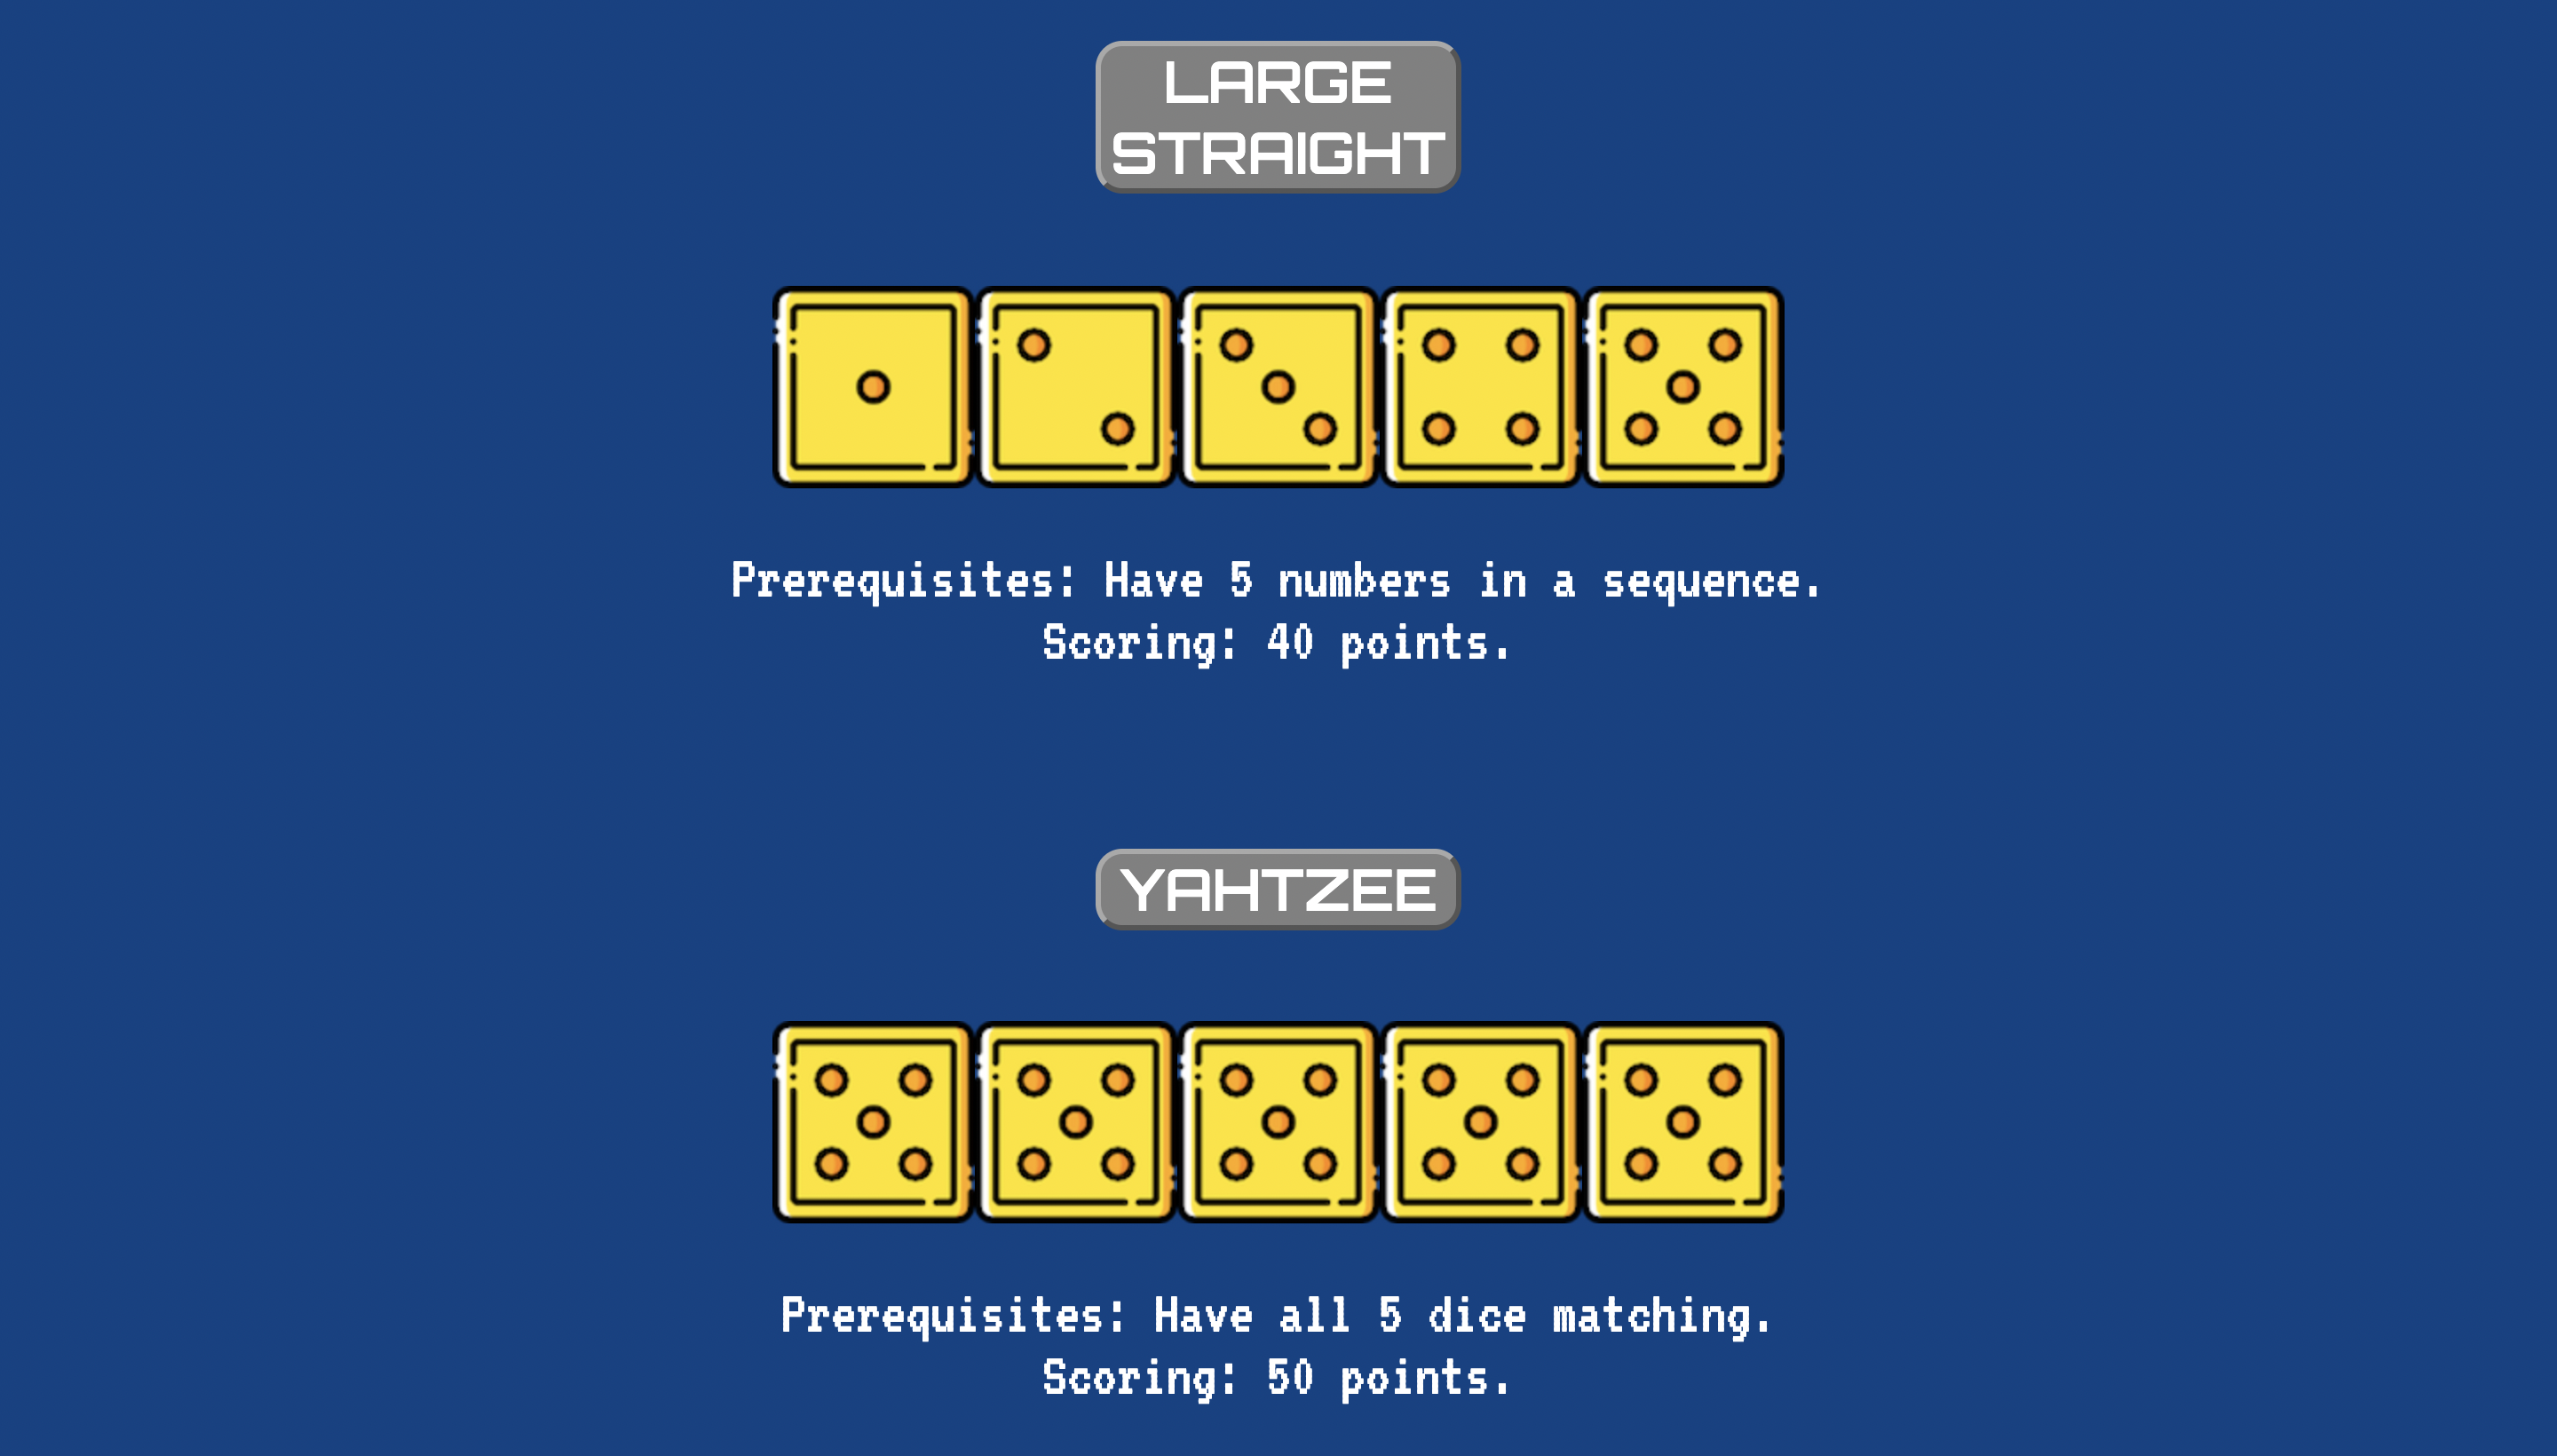 LARGE
STRAIGHT
Prerequisites: Have 5 numbers in a sequence.
Scoring: 40 points.
YAHTZEE
Prerequisites: Have all 5 dice matching.
Scoring: 50 points.